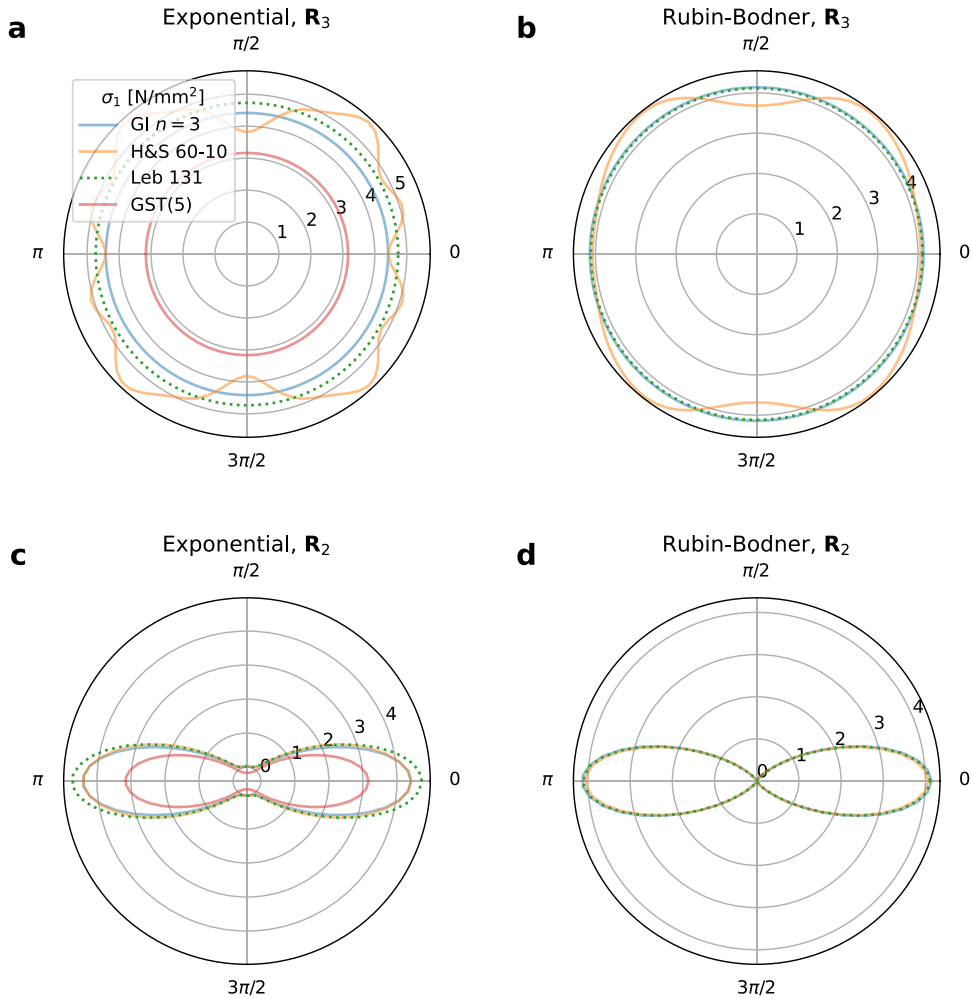 a
Exponential, R₃
π/2
σ₁ [N/mm²]
GI n = 3
H&S 60-10
Leb 131
GST(5)
1
2
3
4
5
π
0
3π/2
b
Rubin-Bodner, R₃
π/2
1
2
3
4
π
0
3π/2
c
Exponential, R₂
π/2
0
1
2
3
4
π
0
3π/2
d
Rubin-Bodner, R₂
π/2
0
1
2
3
4
π
0
3π/2